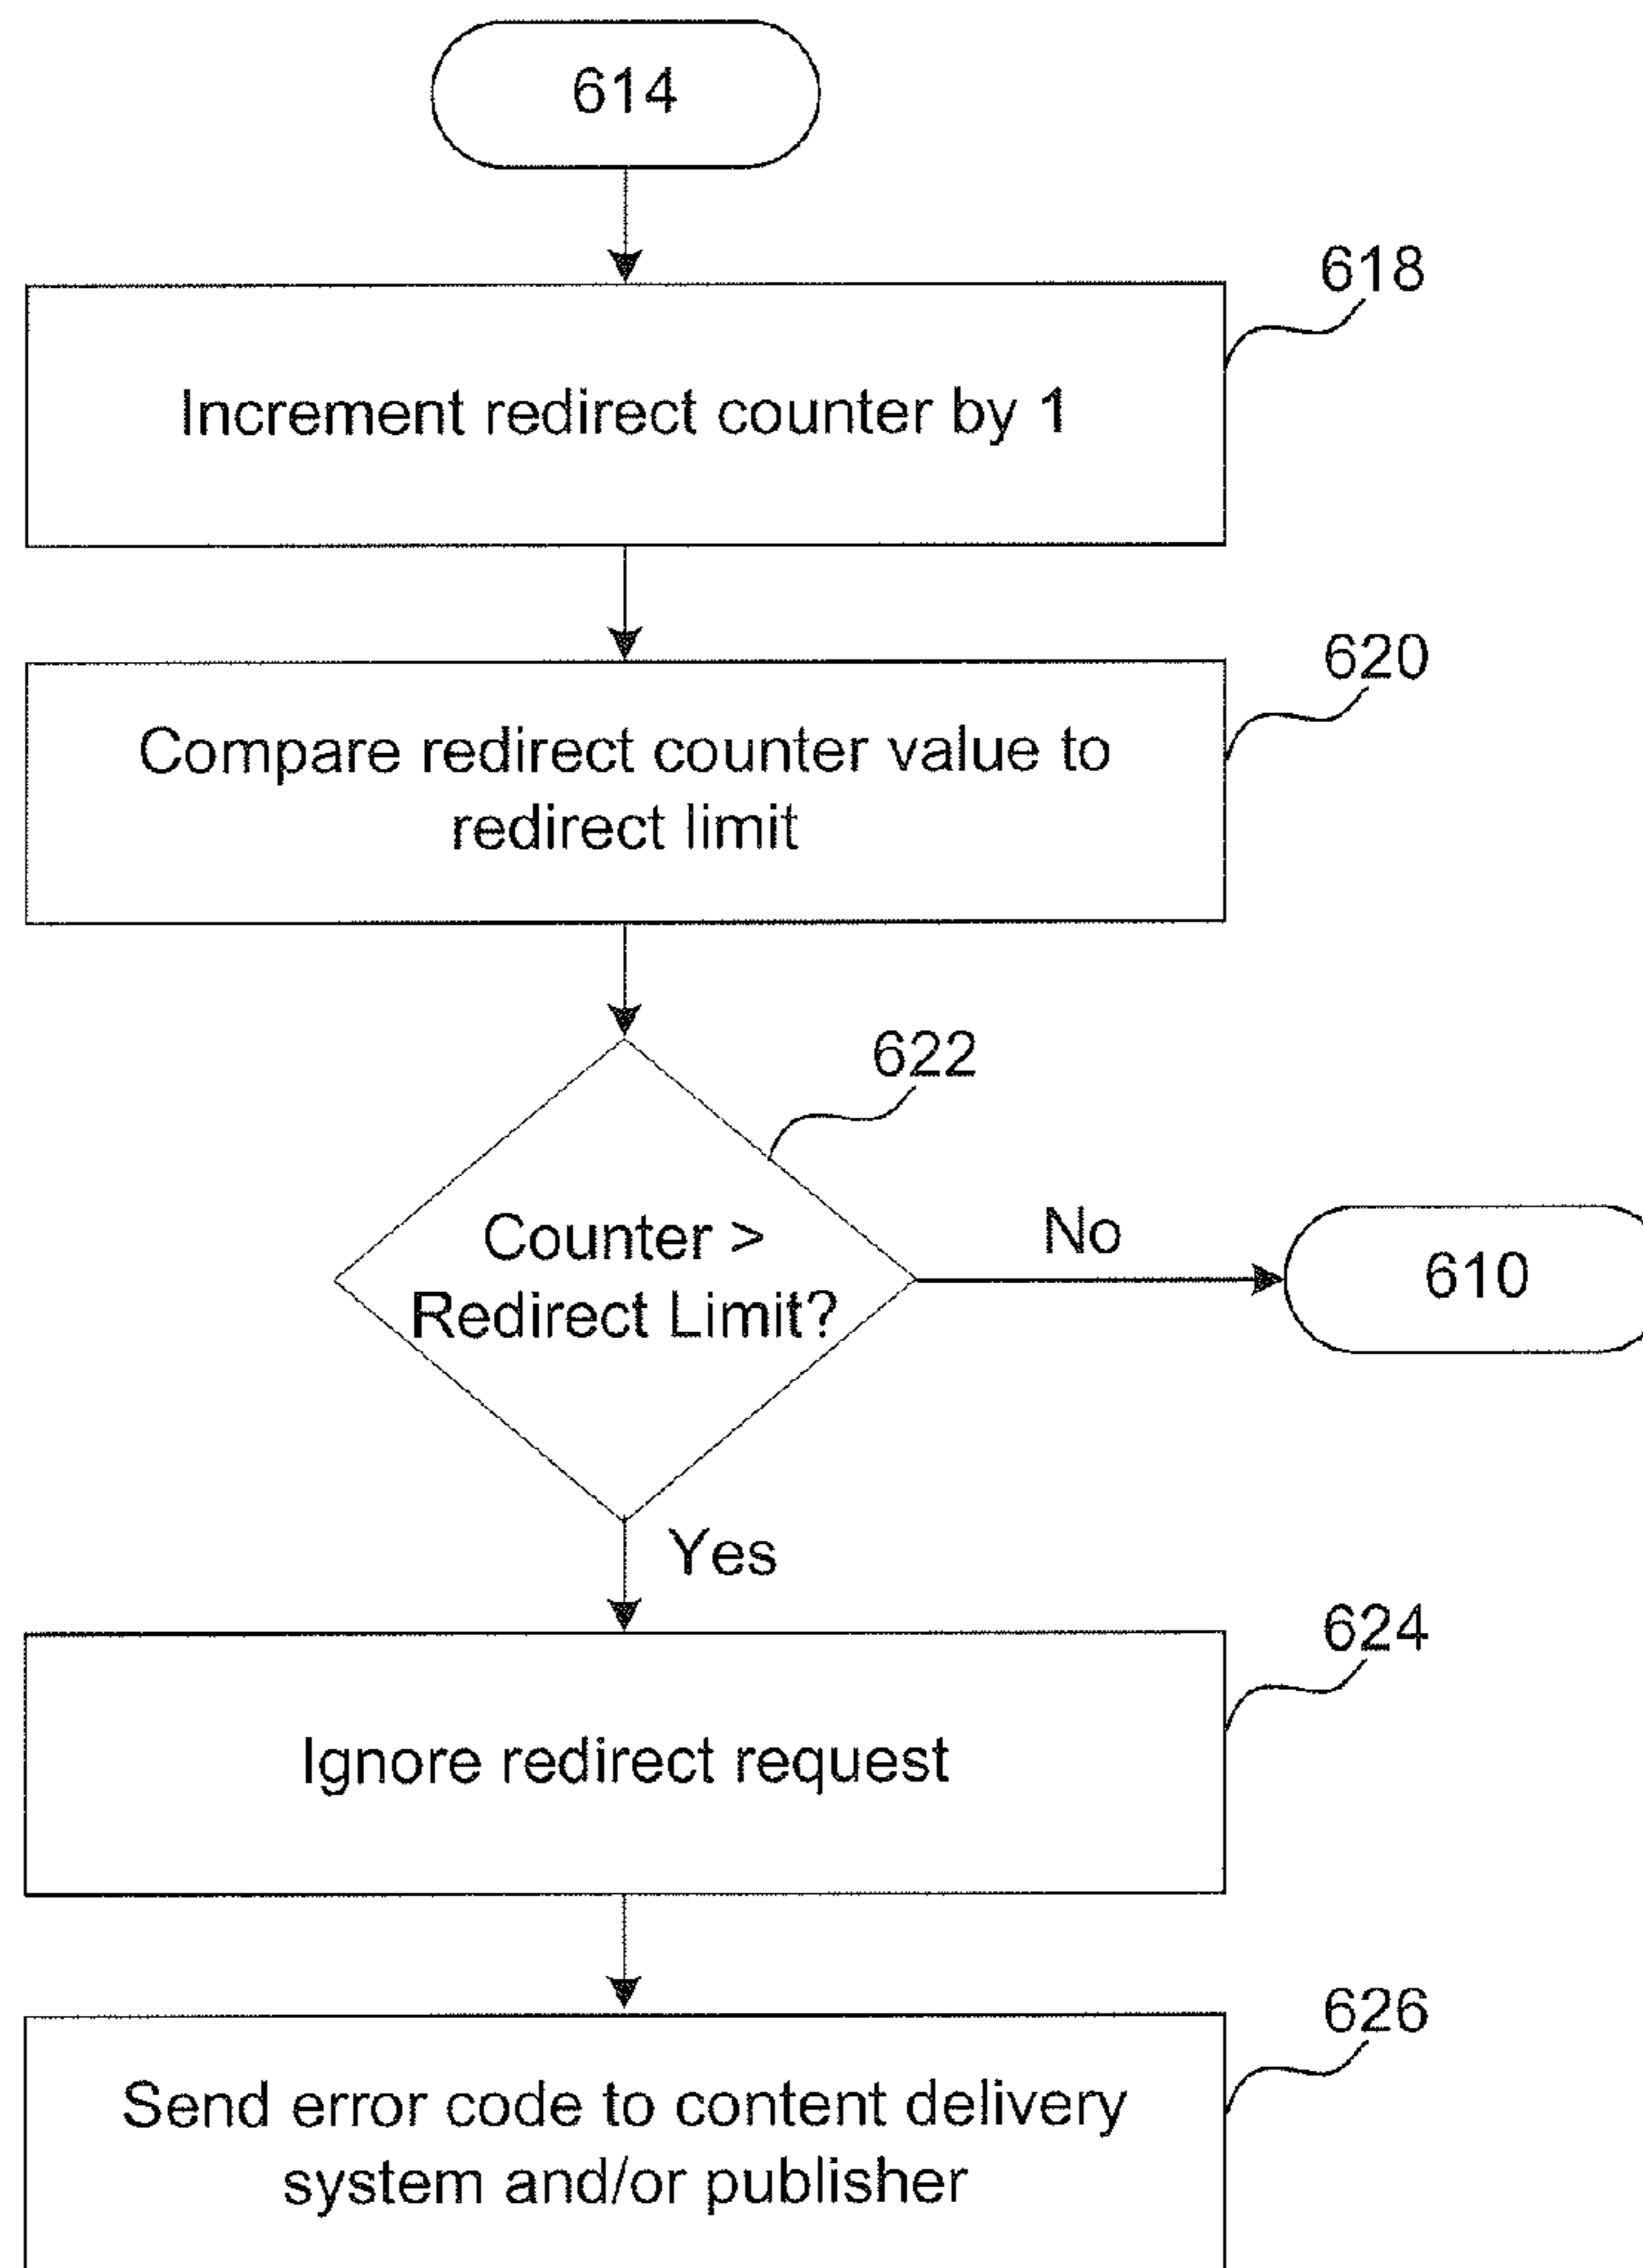 614
618
Increment redirect counter by 1
620
Compare redirect counter value to
redirect limit
622
Counter >
Redirect Limit?
No
610
Yes
624
Ignore redirect request
626
Send error code to content delivery
system and/or publisher